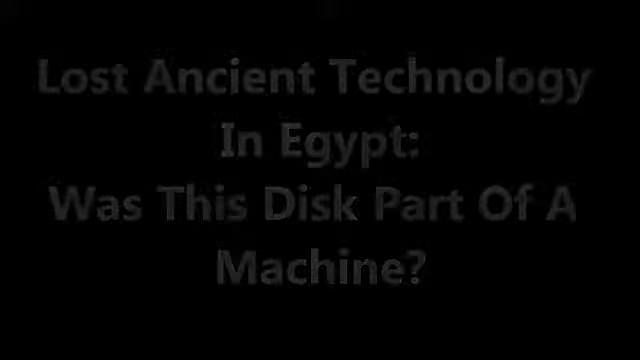 Lost Ancient Technology
In Egypt:
Was This Disk Part Of A
Machine?